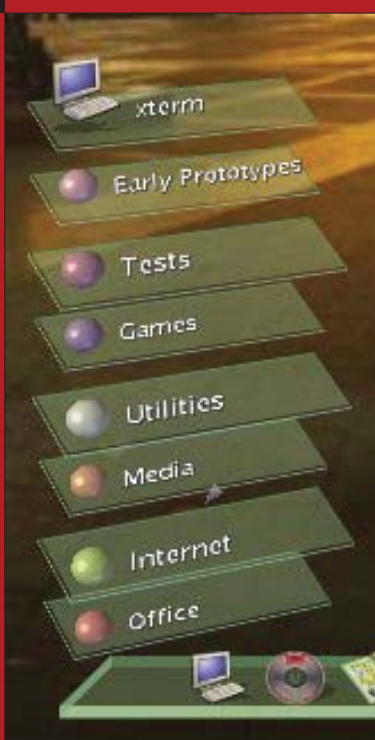 xterm
Early Prototypes
Tests
Games
Utilities
Media
Internet
Office